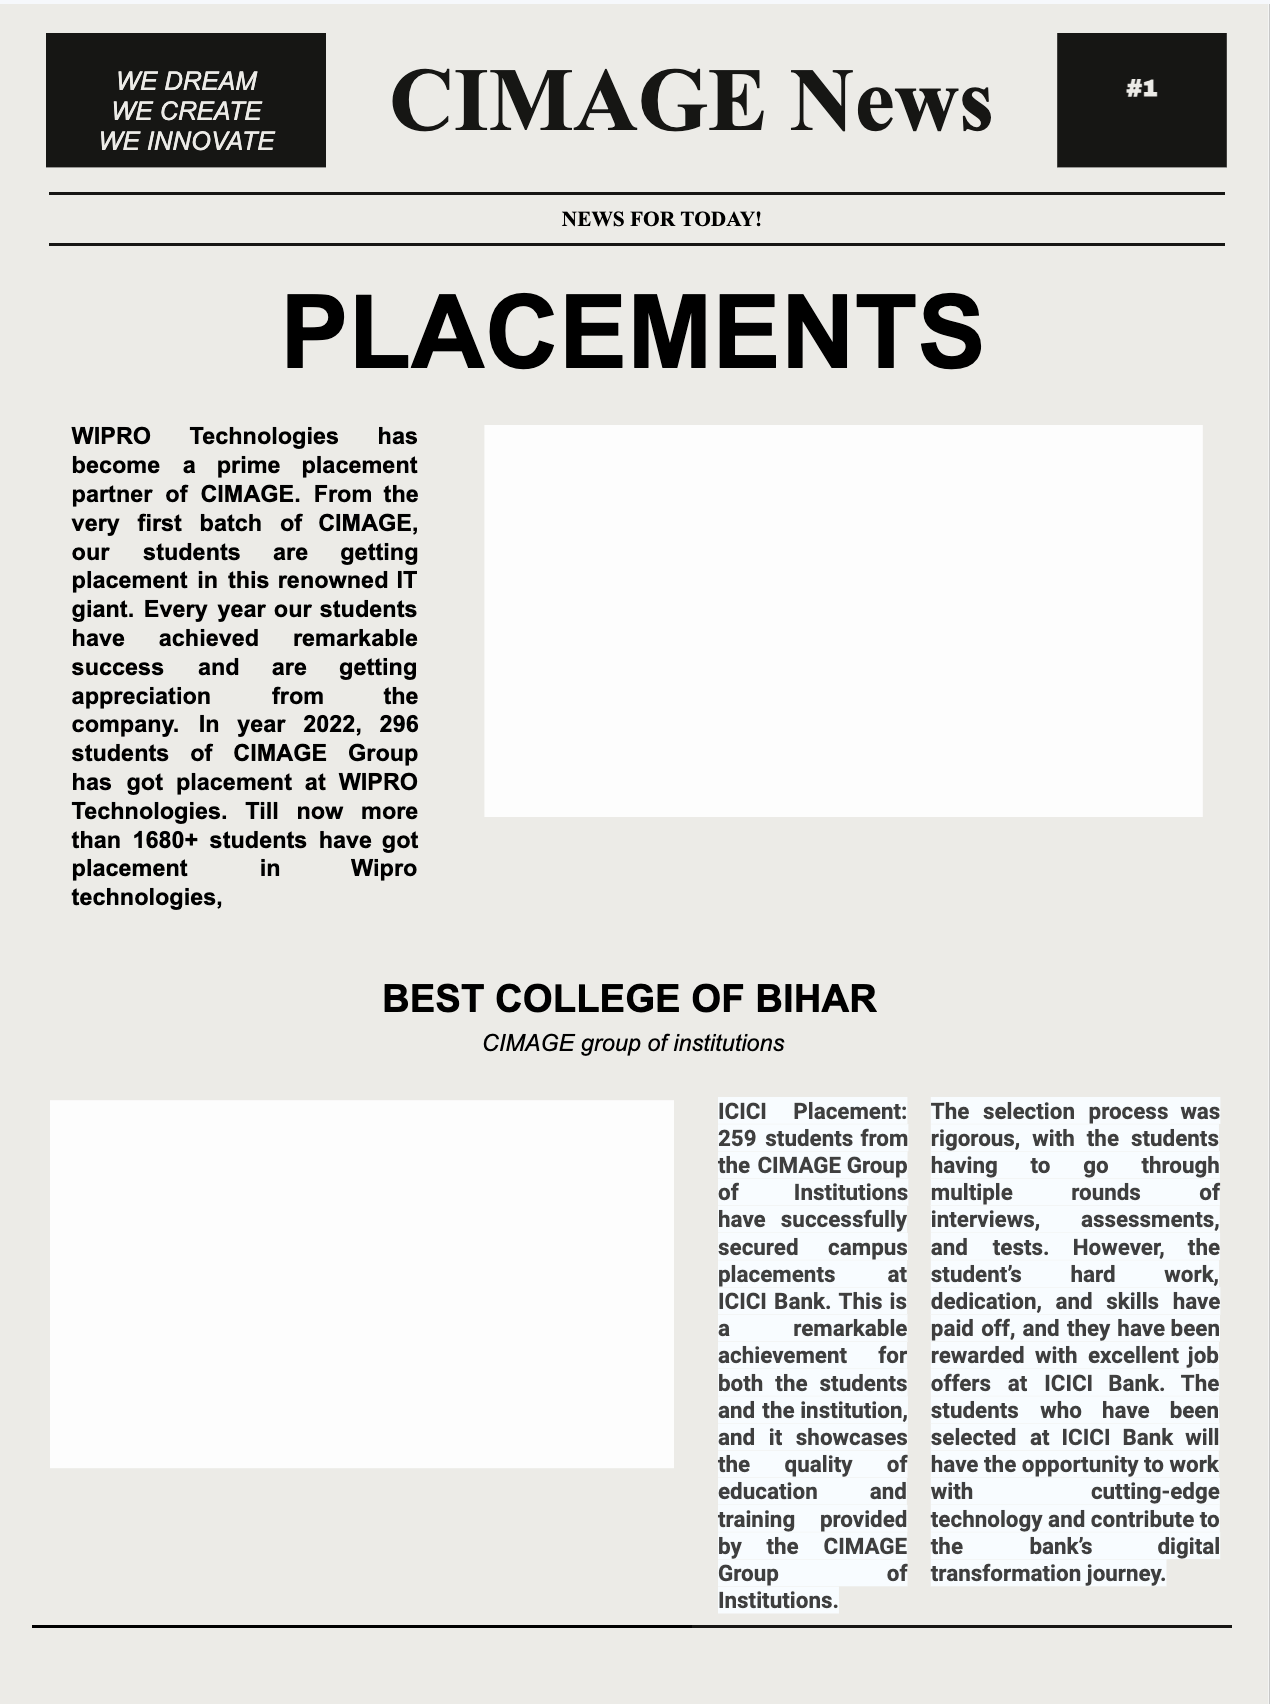 WE DREAM
WE CREATE
WE INNOVATE
CIMAGE News
#1
NEWS FOR TODAY!
PLACEMENTS
WIPRO Technologies has
become a prime placement
partner of CIMAGE. From the
very first batch of CIMAGE,
our students are getting
placement in this renowned IT
giant. Every year our students
have achieved remarkable
success and are getting
appreciation from the
company. In year 2022, 296
students of CIMAGE Group
has got placement at WIPRO
Technologies. Till now more
than 1680+ students have got
placement in Wipro
technologies,
BEST COLLEGE OF BIHAR
CIMAGE group of institutions
ICICI Placement:
259 students from
the CIMAGE Group
of Institutions
have successfully
secured campus
placements at
ICICI Bank. This is
a remarkable
achievement for
both the students
and the institution,
and it showcases
the quality of
education and
training provided
by the CIMAGE
Group of
Institutions.
The selection process was
rigorous, with the students
having to go through
multiple rounds of
interviews, assessments,
and tests. However, the
student’s hard work,
dedication, and skills have
paid off, and they have been
rewarded with excellent job
offers at ICICI Bank. The
students who have been
selected at ICICI Bank will
have the opportunity to work
with cutting-edge
technology and contribute to
the bank’s digital
transformation journey.